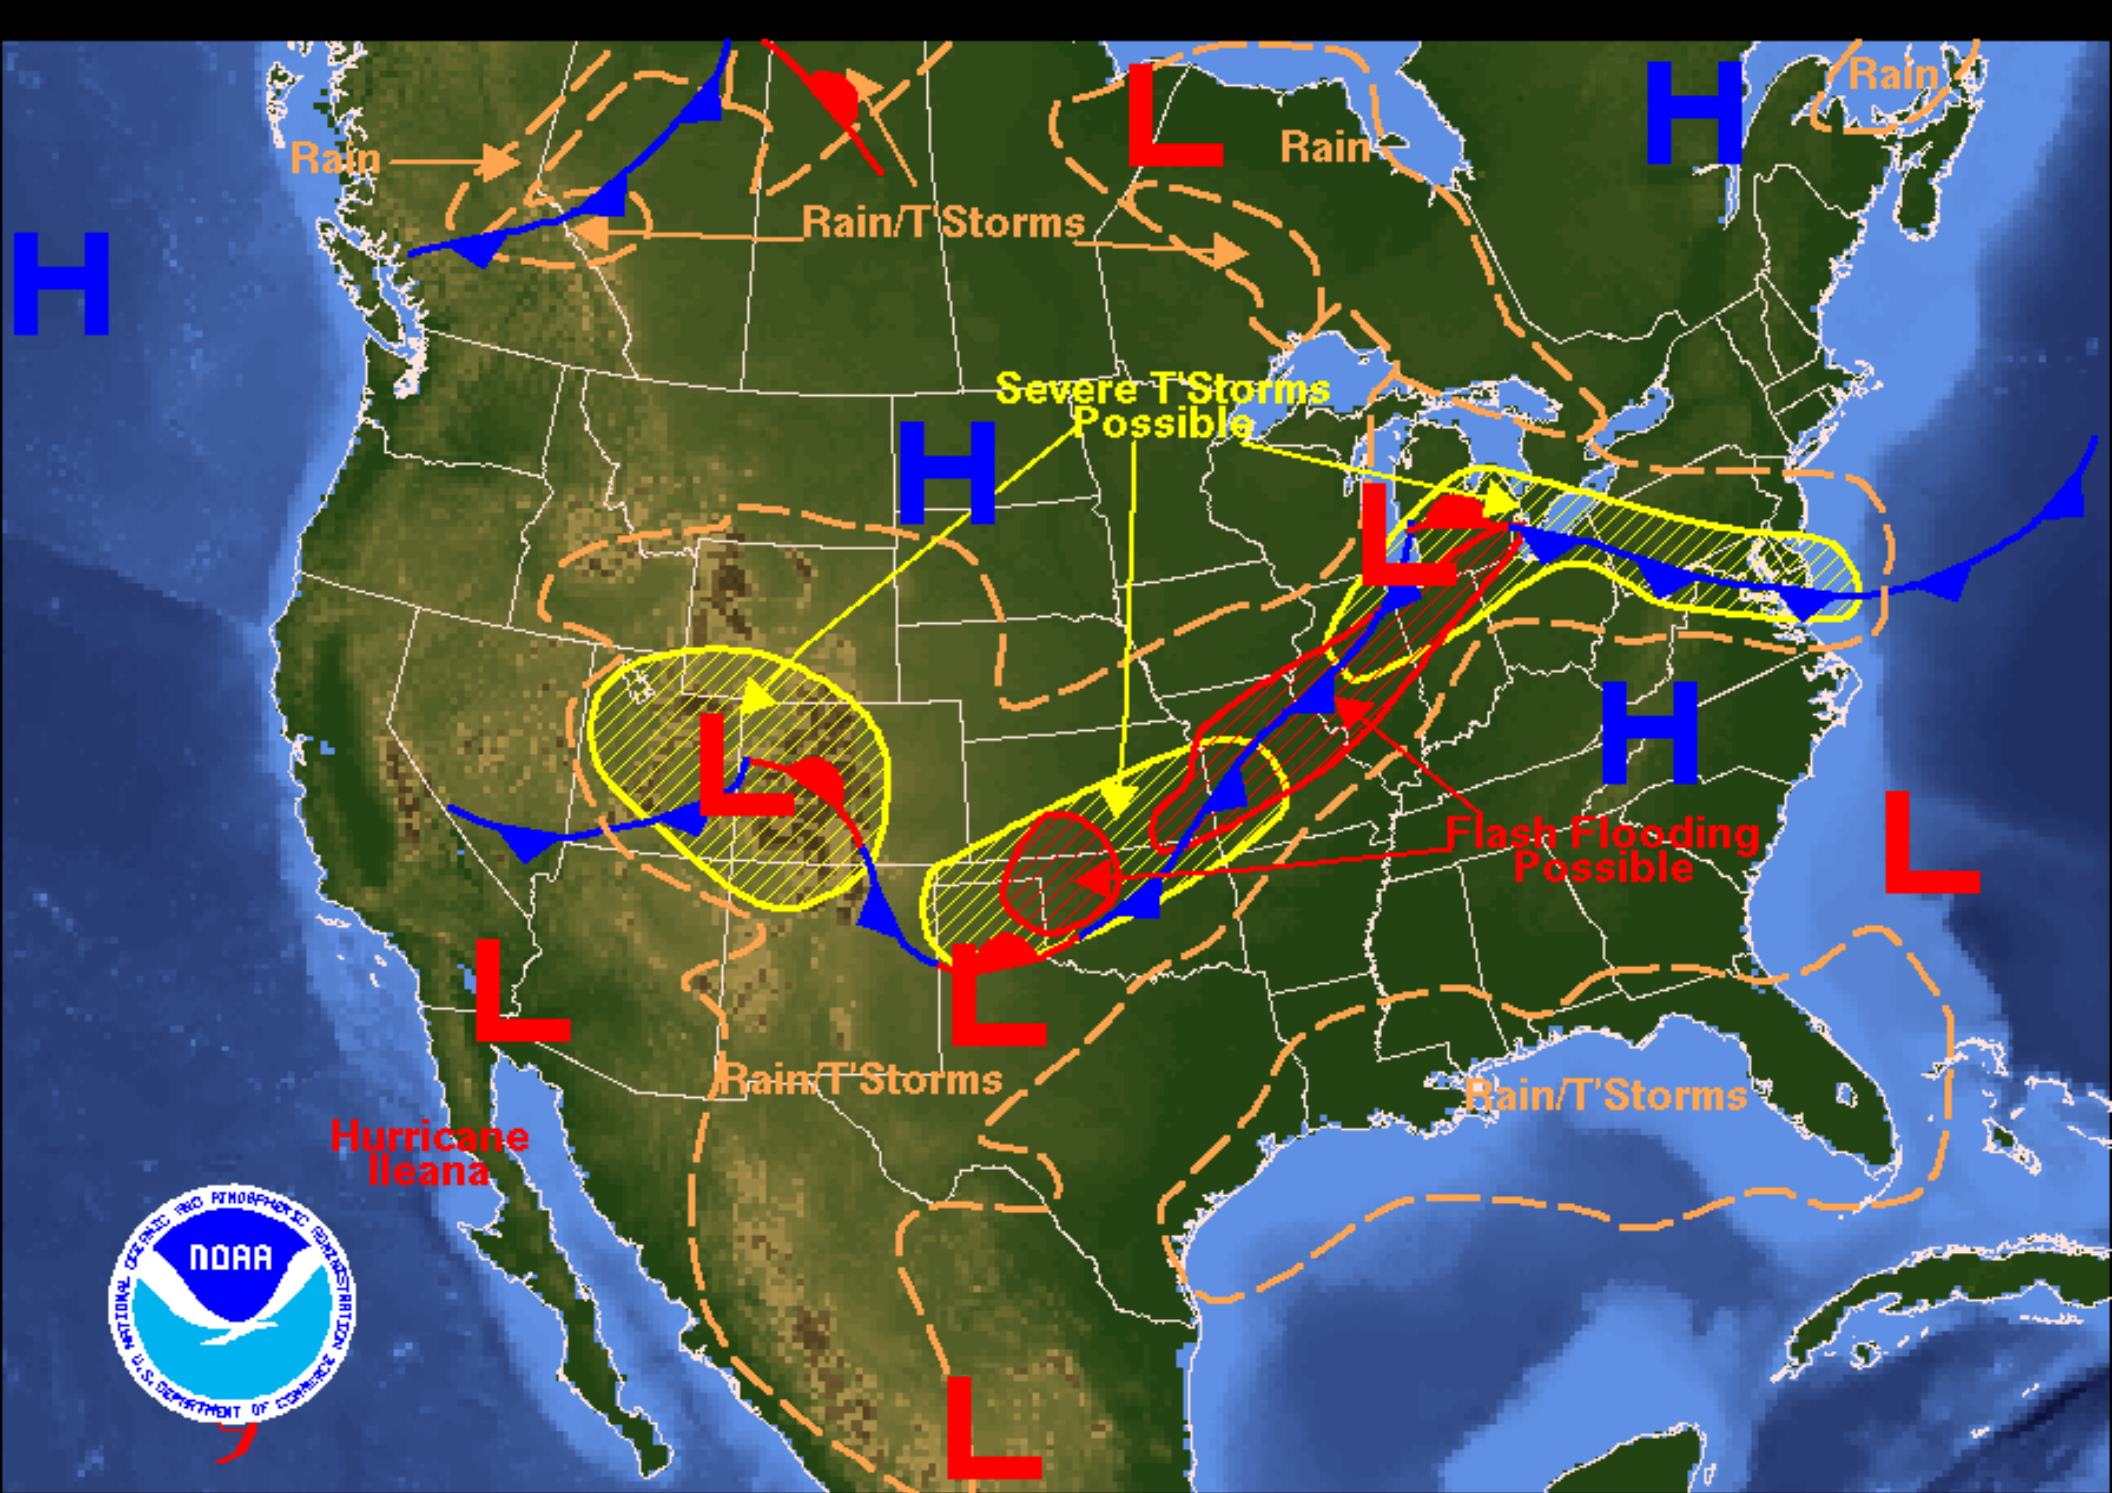 H
L
Rain
H
Rain
Rain
Rain/T'Storms
H
Severe T'Storms
Possible
H
L
H
L
Flash Flooding
Possible
L
L
L
Rain/T'Storms
Rain/T'Storms
Hurricane
Ileana
NATIONAL OCEANIC AND ATMOSPHERIC ADMINISTRATION
NOAA
U.S. DEPARTMENT OF COMMERCE
L